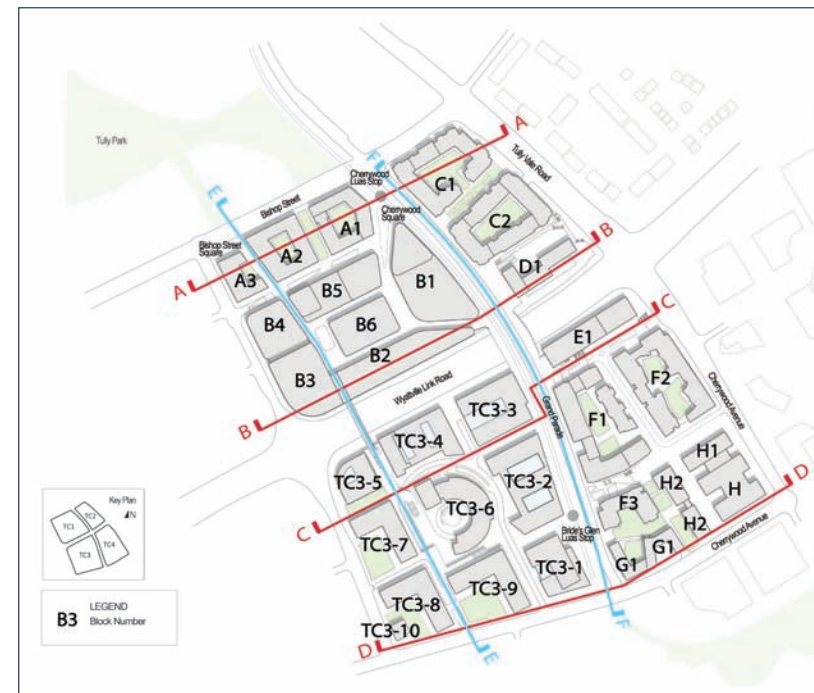 Tully Park
A
F
Tully Vale Road
Cherrywood
Luas Stop
C1
E
Bishop Street
Cherrywood
Square
A1
C2
Bishop Street
Square
A2
B
A3
A
B5
B1
D1
B4
B6
C
B2
E1
B3
F2
Wyattville Link Road
Cherrywood Avenue
B
TC3-3
Grand Parade
F1
TC3-4
H1
TC3-5
TC3-2
H2
D
H
TC3-6
F3
Key Plan
TC2
N
TC1
TC3
TC4
C
H2
TC3-7
Bride's Glen
Luas Stop
G1
Cherrywood Avenue
TC3-1
G1
TC3-8
TC3-9
LEGEND
B3
Block Number
TC3-10
F
D
E